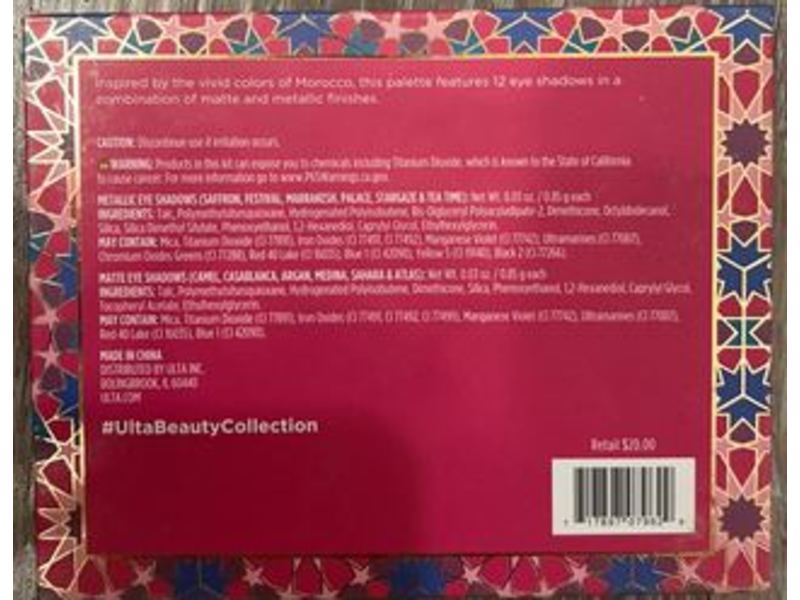 Inspired by the vivid colors of Morocco, this palette features 12 eye shadows in a
combination of matte and metallic finishes.
CAUTION: Discontinue use if irritation occurs.
WARNING: Products in this kit can expose you to chemicals including Titanium Dioxide, which is known to the State of California
to cause cancer. For more information go to www.P65Warnings.ca.gov.
METALLIC EYE SHADOWS (SAFFRON, FESTIVAL, MARRAKESH, PALACE, STARGAZE & TEA TIME): Net Wt. 0.03 oz. / 0.85 g each
INGREDIENTS: Talc, Polymethylsilsesquioxane, Hydrogenated Polyisobutene, Bis-Diglyceryl Polyacyladipate-2, Dimethicone, Octyldodecanol,
Silica, Silica Dimethyl Silylate, Phenoxyethanol, 1,2-Hexanediol, Caprylyl Glycol, Ethylhexylglycerin.
MAY CONTAIN: Mica, Titanium Dioxide (CI 77891), Iron Oxides (CI 77491, CI 77492), Manganese Violet (CI 77742), Ultramarines (CI 77007),
Chromium Oxide Greens (CI 77288), Red 40 Lake (CI 16035), Blue 1 (CI 42090), Yellow 5 (CI 19140), Black 2 (CI 77266).
MATTE EYE SHADOWS (CAMEL, CASABLANCA, ARGAN, MEDINA, SAHARA & ATLAS): Net Wt. 0.03 oz. / 0.85 g each
INGREDIENTS: Talc, Polymethylsilsesquioxane, Hydrogenated Polyisobutene, Dimethicone, Silica, Phenoxyethanol, 1,2-Hexanediol, Caprylyl Glycol,
Tocopheryl Acetate, Ethylhexylglycerin.
MAY CONTAIN: Mica, Titanium Dioxide (CI 77891), Iron Oxides (CI 77491, CI 77492, CI 77499), Manganese Violet (CI 77742), Ultramarines (CI 77007),
Red 40 Lake (CI 16035), Blue 1 (CI 42090).
MADE IN CHINA
DISTRIBUTED BY ULTA INC.
BOLINGBROOK, IL 60440
ULTA.COM
#UltaBeautyCollection
Retail $20.00